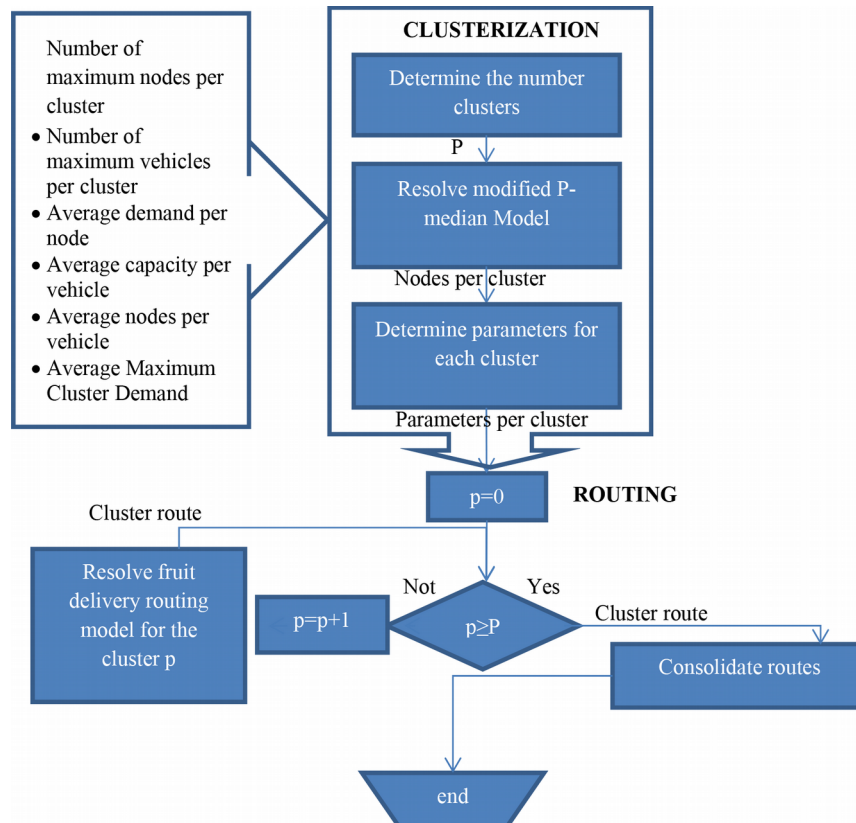 Number of
maximum nodes per
cluster
• Number of
maximum vehicles
per cluster
• Average demand per
node
• Average capacity per
vehicle
• Average nodes per
vehicle
• Average Maximum
Cluster Demand
CLUSTERIZATION
Determine the number
clusters
P
Resolve modified P-
median Model
Nodes per cluster
Determine parameters for
each cluster
Parameters per cluster
p=0
ROUTING
Cluster route
Resolve fruit
delivery routing
model for the
cluster p
p=p+1
Not
Yes
p≥P
Cluster route
Consolidate routes
end